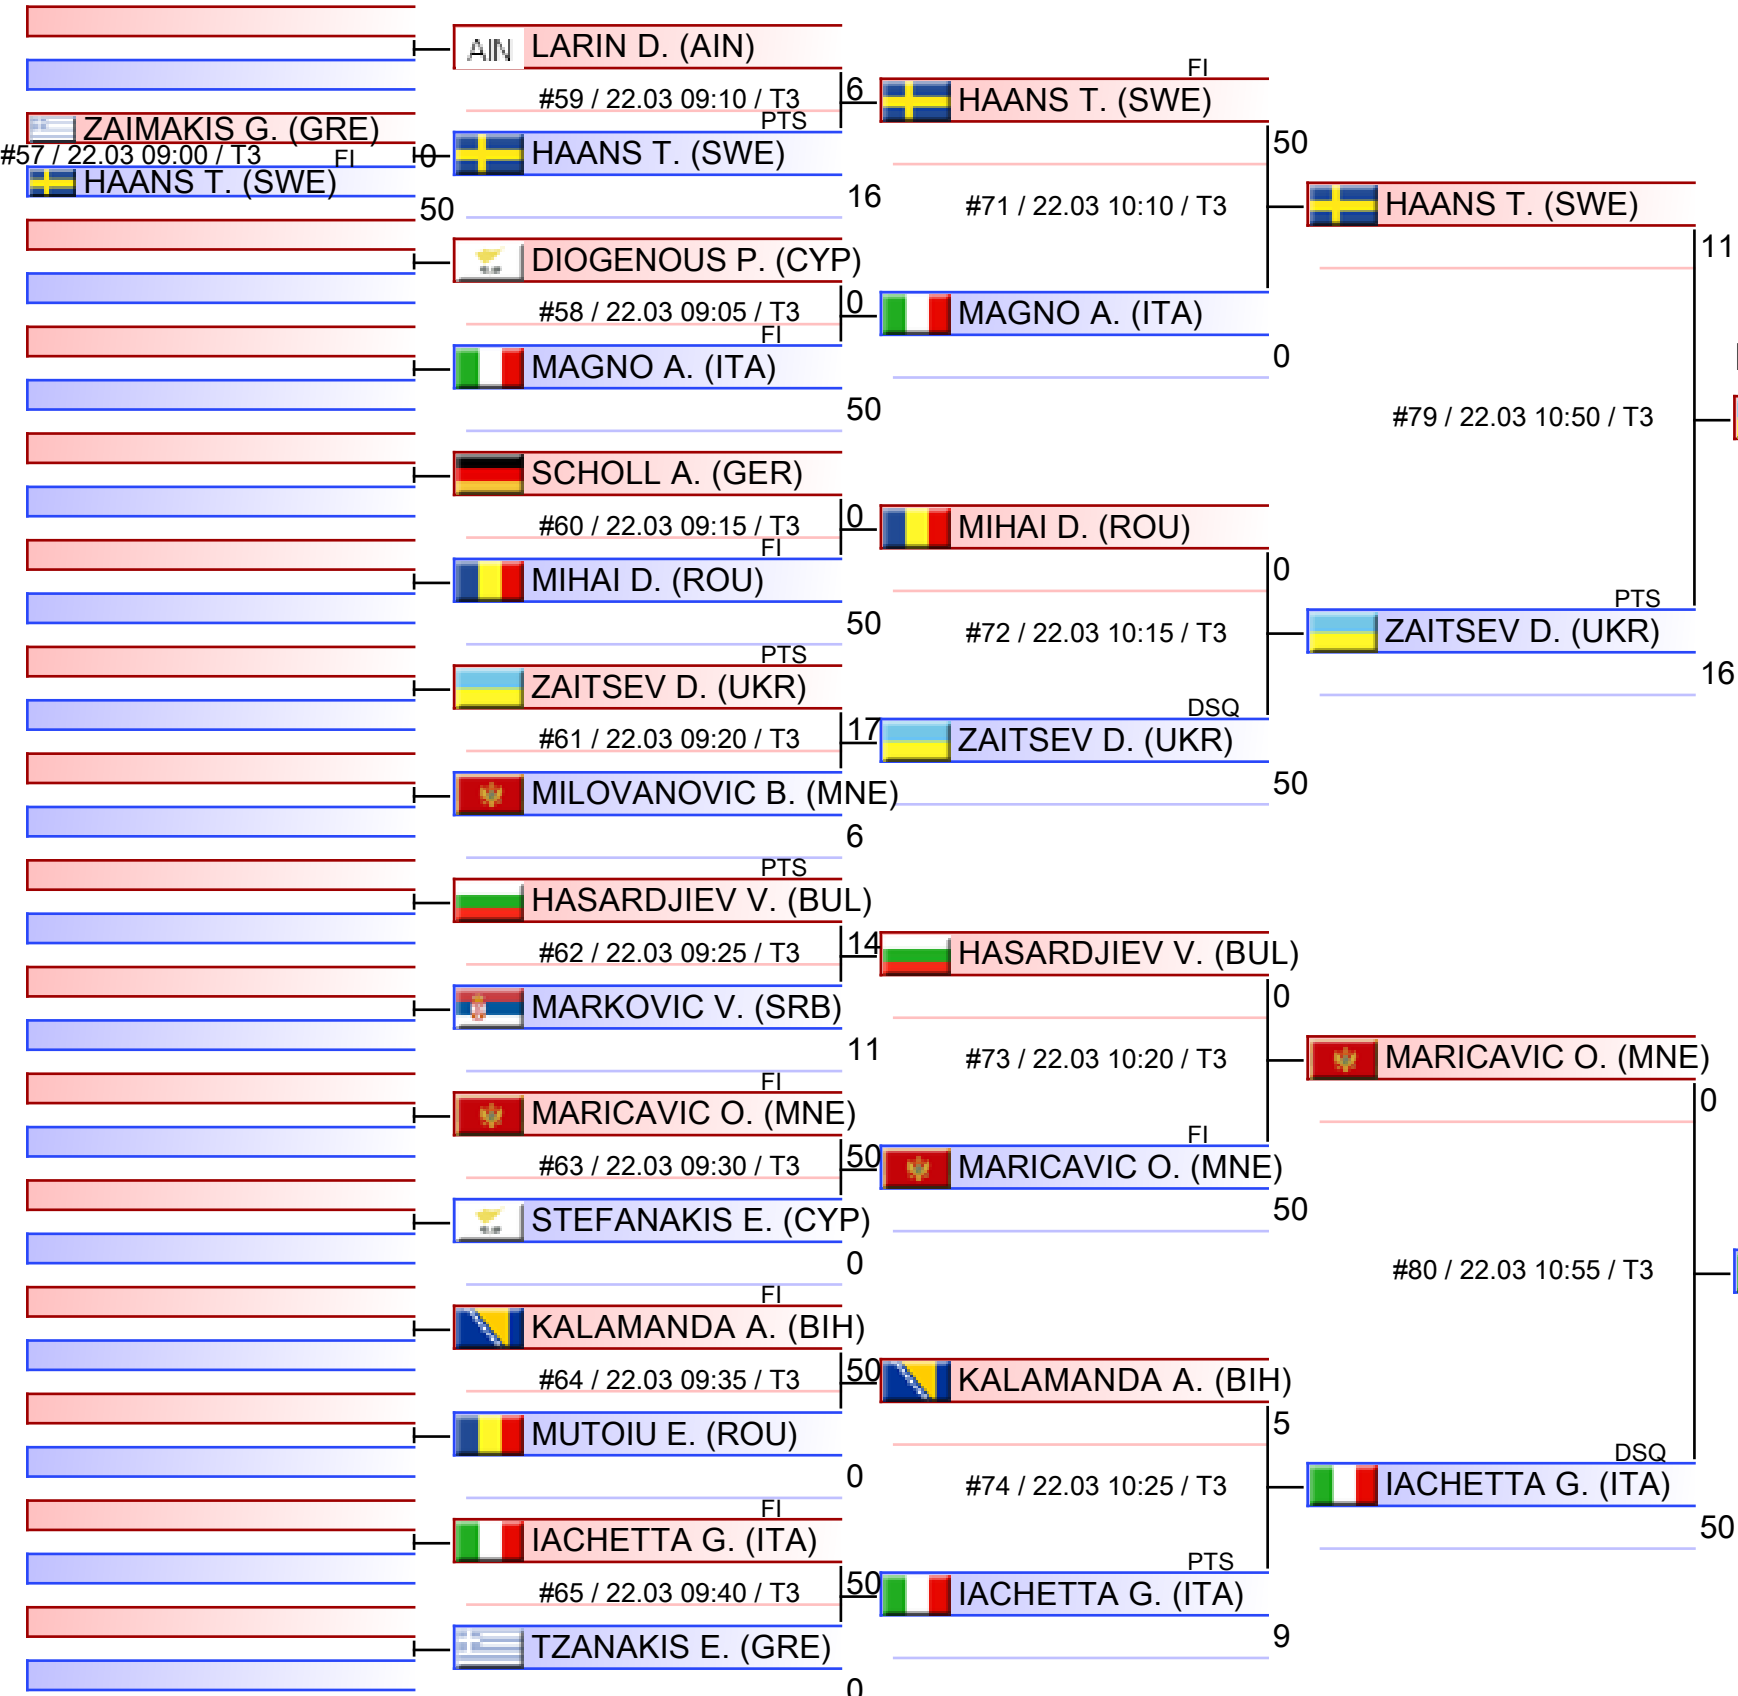 ZAIMAKIS G. (GRE)
#57 / 22.03 09:00 / T3
FI
0
HAANS T. (SWE)
50
AIN
LARIN D. (AIN)
#59 / 22.03 09:10 / T3
6
PTS
HAANS T. (SWE)
16
DIOGENOUS P. (CYP)
#58 / 22.03 09:05 / T3
0
FI
MAGNO A. (ITA)
50
SCHOLL A. (GER)
#60 / 22.03 09:15 / T3
0
FI
MIHAI D. (ROU)
50
PTS
ZAITSEV D. (UKR)
#61 / 22.03 09:20 / T3
17
MILOVANOVIC B. (MNE)
6
PTS
HASARDJIEV V. (BUL)
#62 / 22.03 09:25 / T3
14
MARKOVIC V. (SRB)
11
FI
MARICAVIC O. (MNE)
#63 / 22.03 09:30 / T3
50
STEFANAKIS E. (CYP)
0
FI
KALAMANDA A. (BIH)
#64 / 22.03 09:35 / T3
50
MUTOIU E. (ROU)
0
FI
IACHETTA G. (ITA)
#65 / 22.03 09:40 / T3
50
TZANAKIS E. (GRE)
0
FI
HAANS T. (SWE)
50
#71 / 22.03 10:10 / T3
MAGNO A. (ITA)
0
MIHAI D. (ROU)
0
#72 / 22.03 10:15 / T3
DSQ
ZAITSEV D. (UKR)
50
HASARDJIEV V. (BUL)
0
#73 / 22.03 10:20 / T3
FI
MARICAVIC O. (MNE)
50
KALAMANDA A. (BIH)
5
#74 / 22.03 10:25 / T3
PTS
IACHETTA G. (ITA)
9
HAANS T. (SWE)
11
#79 / 22.03 10:50 / T3
PTS
ZAITSEV D. (UKR)
16
MARICAVIC O. (MNE)
0
#80 / 22.03 10:55 / T3
DSQ
IACHETTA G. (ITA)
50